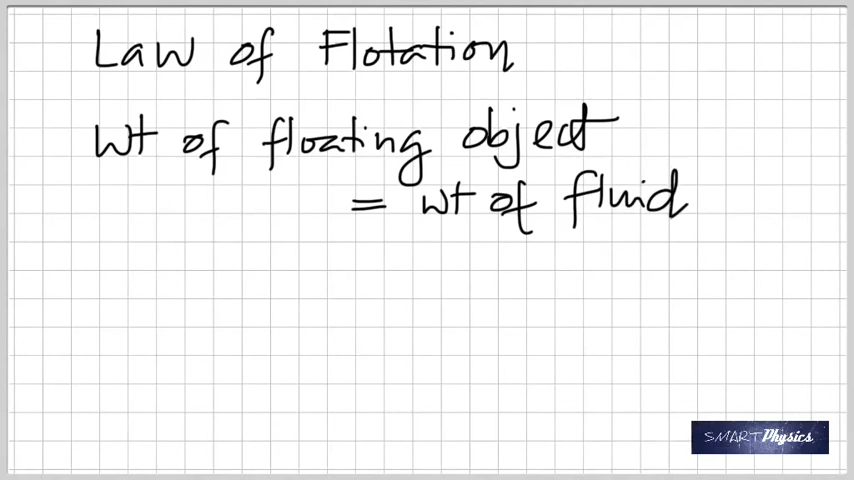 Law of Flotation
Wt of floating object
= wt of fluid
SMARTPhysics